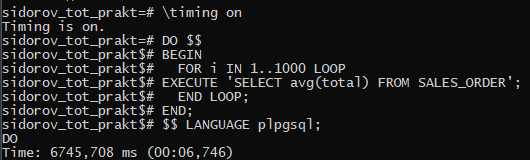 sidorov_tot_prakt=# \timing on
Timing is on.
sidorov_tot_prakt=# DO $$
sidorov_tot_prakt$# BEGIN
sidorov_tot_prakt$#   FOR i IN 1..1000 LOOP
sidorov_tot_prakt$# EXECUTE 'SELECT avg(total) FROM SALES_ORDER';
sidorov_tot_prakt$#   END LOOP;
sidorov_tot_prakt$# END;
sidorov_tot_prakt$# $$ LANGUAGE plpgsql;
DO
Time: 6745,708 ms (00:06,746)